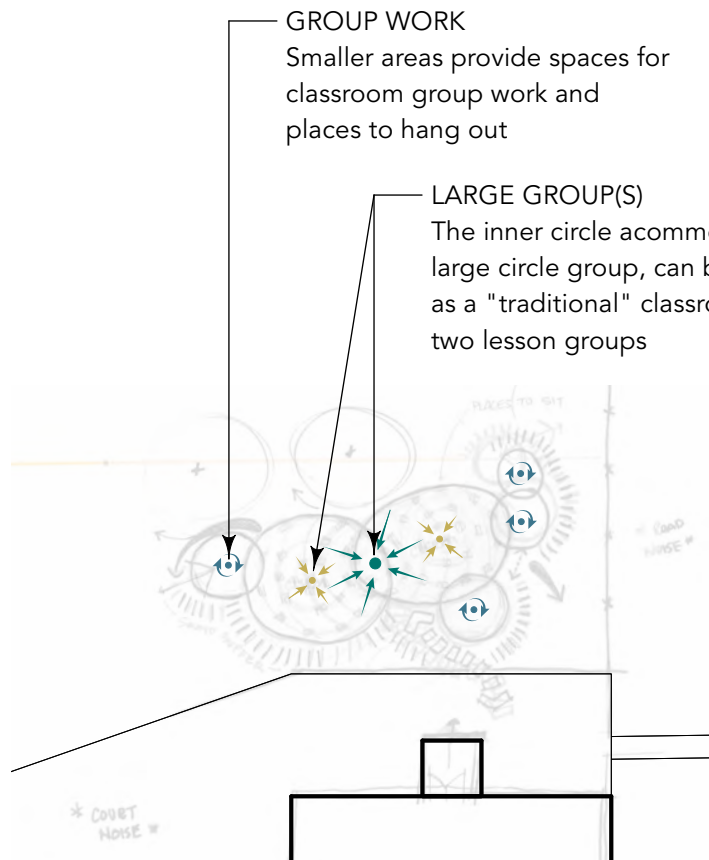 GROUP WORK
Smaller areas provide spaces for
classroom group work and
places to hang out
LARGE GROUP(S)
The inner circle acomm
large circle group, can b
as a "traditional" classro
two lesson groups
PLACES TO SIT
* ROAD
NOISE *
* COURT
NOISE *